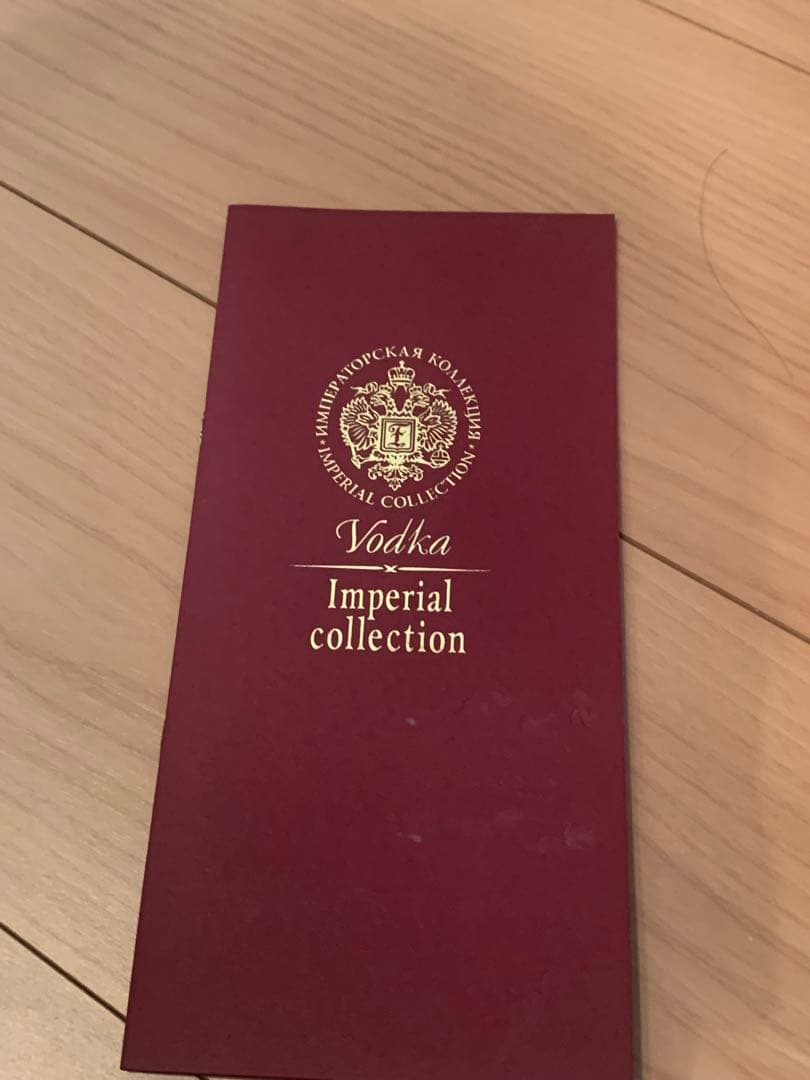 ИМПЕРАТОРСКАЯ КОЛЛЕКЦИЯ
IMPERIAL COLLECTION
F
Vodka
Imperial
collection